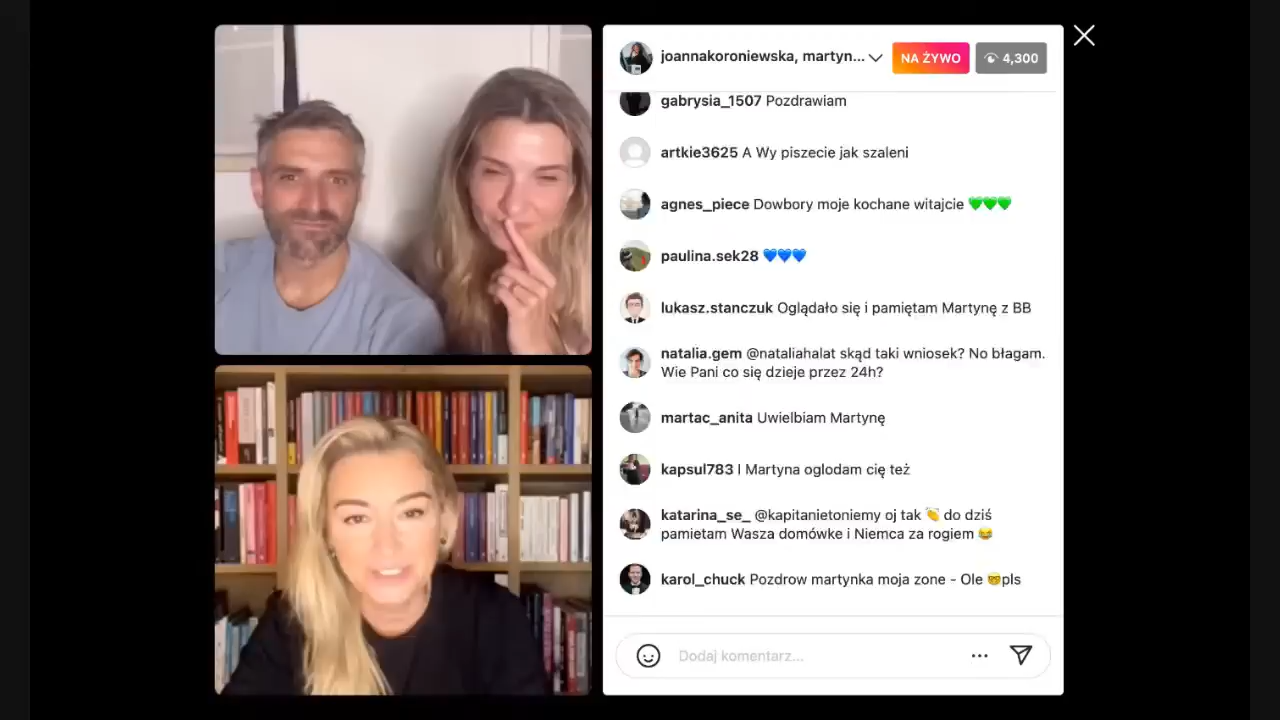 joannakoroniewska, martyn...
NA ŻYWO
4,300
gabrysia_1507 Pozdrawiam
artkie3625 A Wy piszecie jak szaleni
agnes_piece Dowbory moje kochane witajcie 💚💚💚
paulina.sek28 💙💙💙
lukasz.stanczuk Oglądało się i pamiętam Martynę z BB
natalia.gem @nataliahalat skąd taki wniosek? No błagam.
Wie Pani co się dzieje przez 24h?
martac_anita Uwielbiam Martynę
kapsul783 I Martyna oglodam cię też
katarina_se_ @kapitanietoniemy oj tak 👏 do dziś
pamietam Wasza domówke i Niemca za rogiem 😂
karol_chuck Pozdrow martynka moja zone - Ole 🤓pls
Dodaj komentarz...